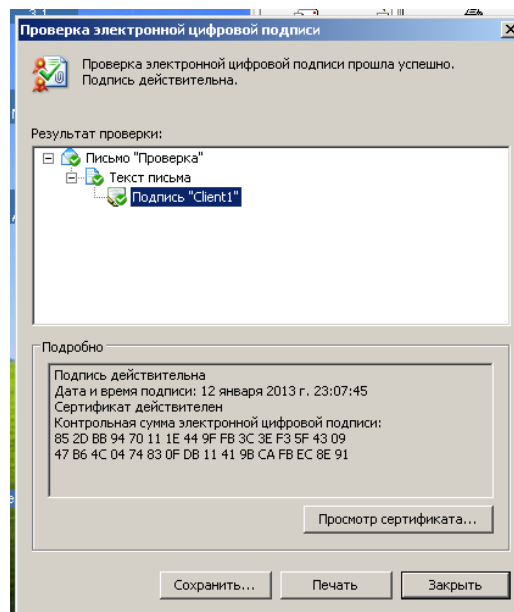 Проверка электронной цифровой подписи
Проверка электронной цифровой подписи прошла успешно.
Подпись действительна.
Результат проверки:
Письмо "Проверка"
Текст письма
Подпись "Client1"
Подробно
Подпись действительна
Дата и время подписи: 12 января 2013 г. 23:07:45
Сертификат действителен
Контрольная сумма электронной цифровой подписи:
85 2D BB 94 70 11 1E 44 9F FB 3C 3E F3 5F 43 09
47 B6 4C 04 74 83 0F DB 11 41 9B CA FB EC 8E 91
Просмотр сертификата...
Сохранить...
Печать
Закрыть